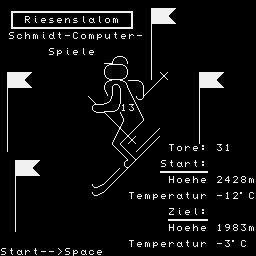 Riesenslalom
Schmidt-Computer-
Spiele
13
Tore: 31
Start:
Hoehe 2428m
Temperatur -12°C
Ziel:
Hoehe 1983m
Temperatur -3°C
Start-->Space